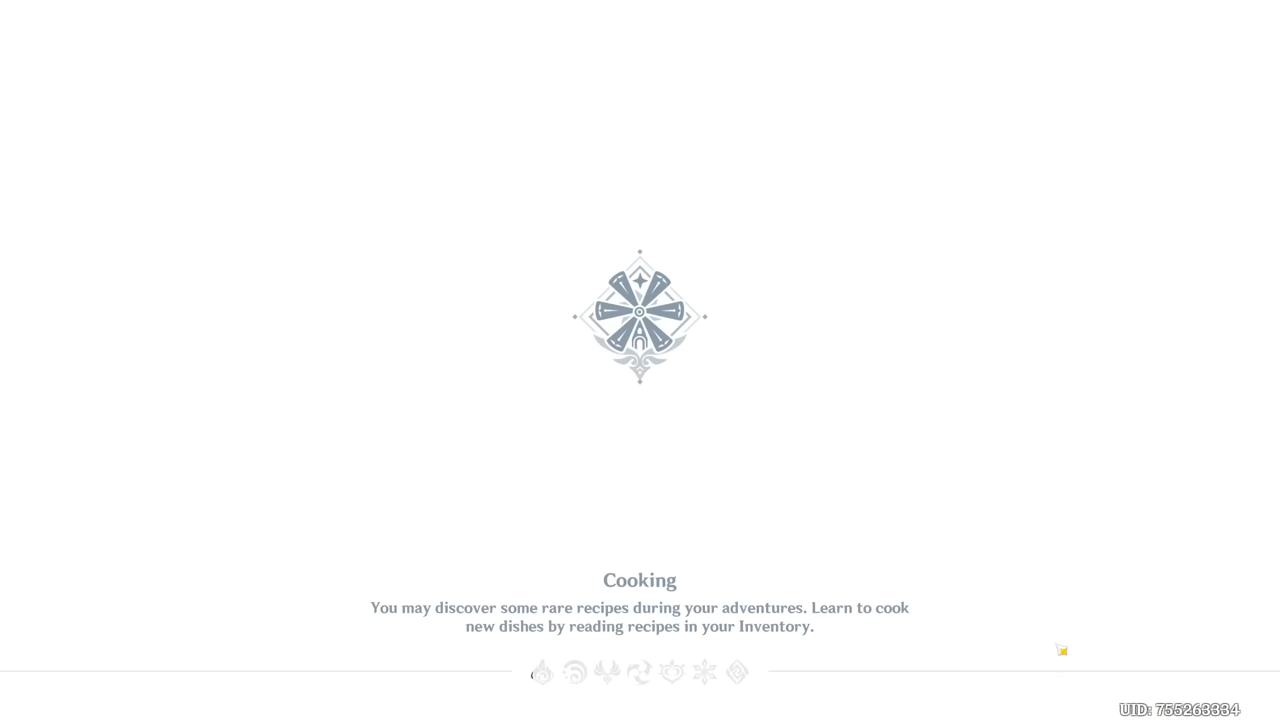 Cooking
You may discover some rare recipes during your adventures. Learn to cook
new dishes by reading recipes in your Inventory.
UID: 755263334